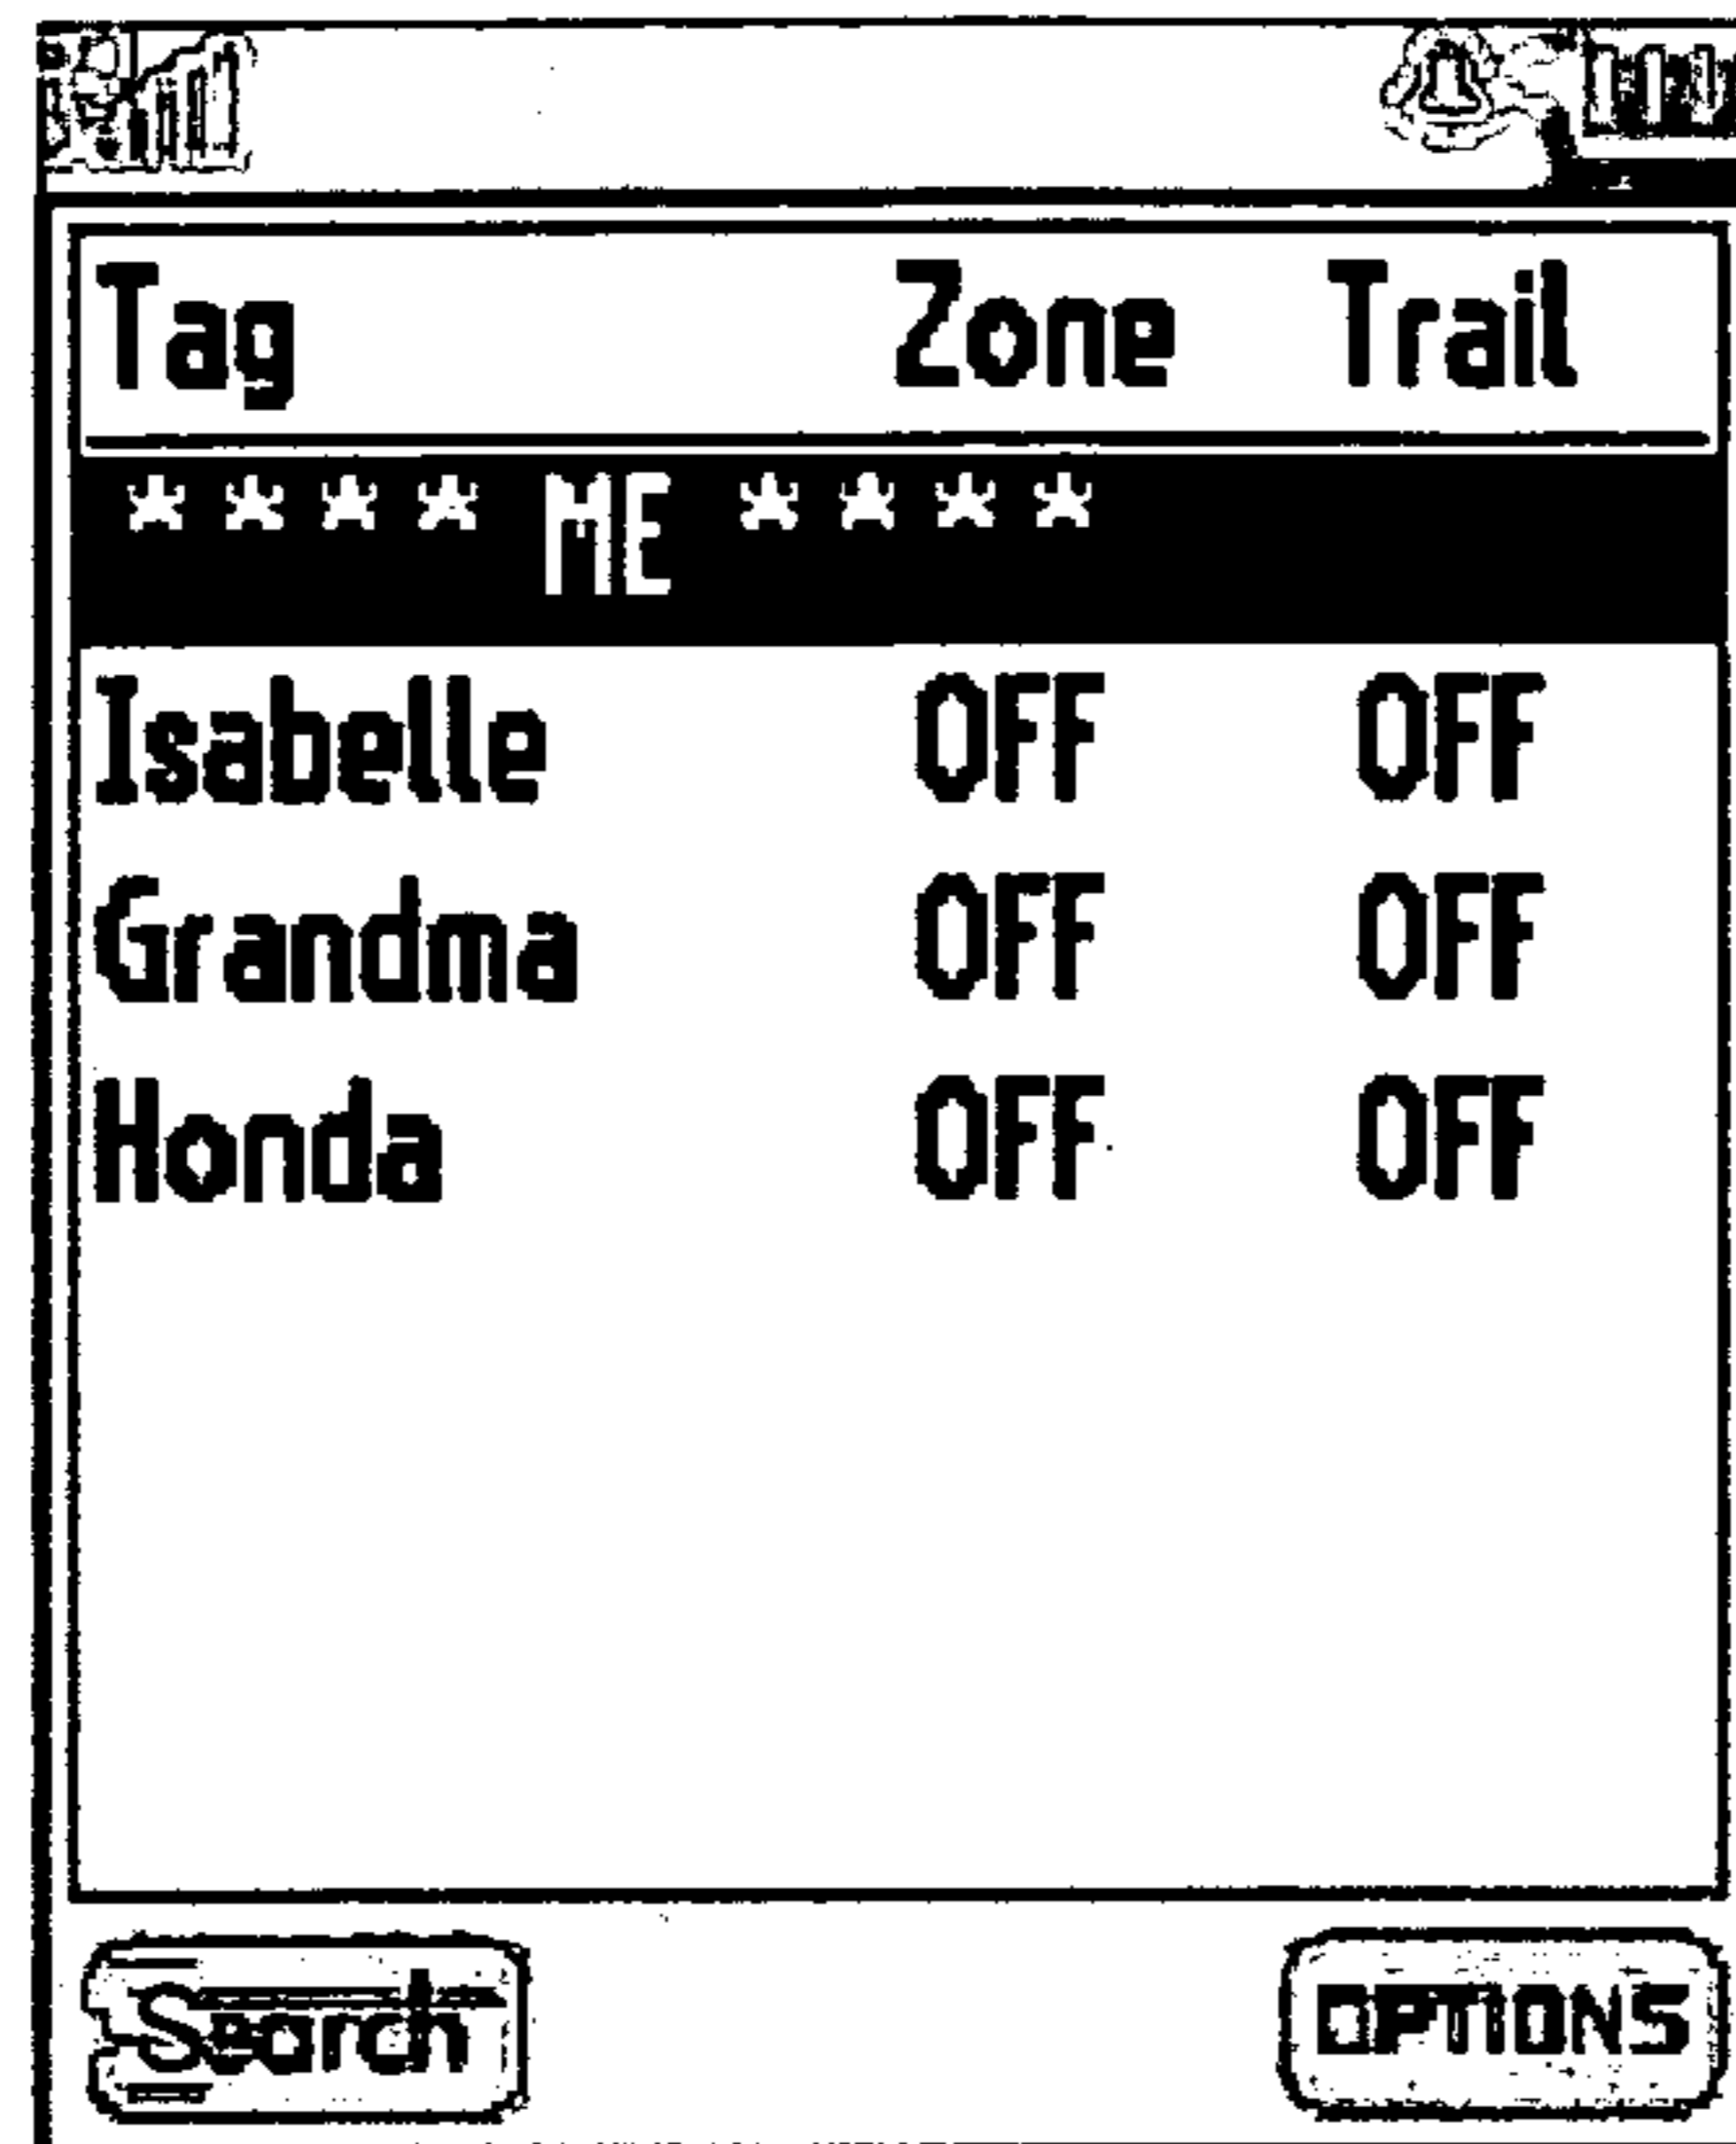 Tag Zone Trail
**** ME ****
Isabelle OFF OFF
Grandma OFF OFF
Honda OFF OFF
Search OPTIONS